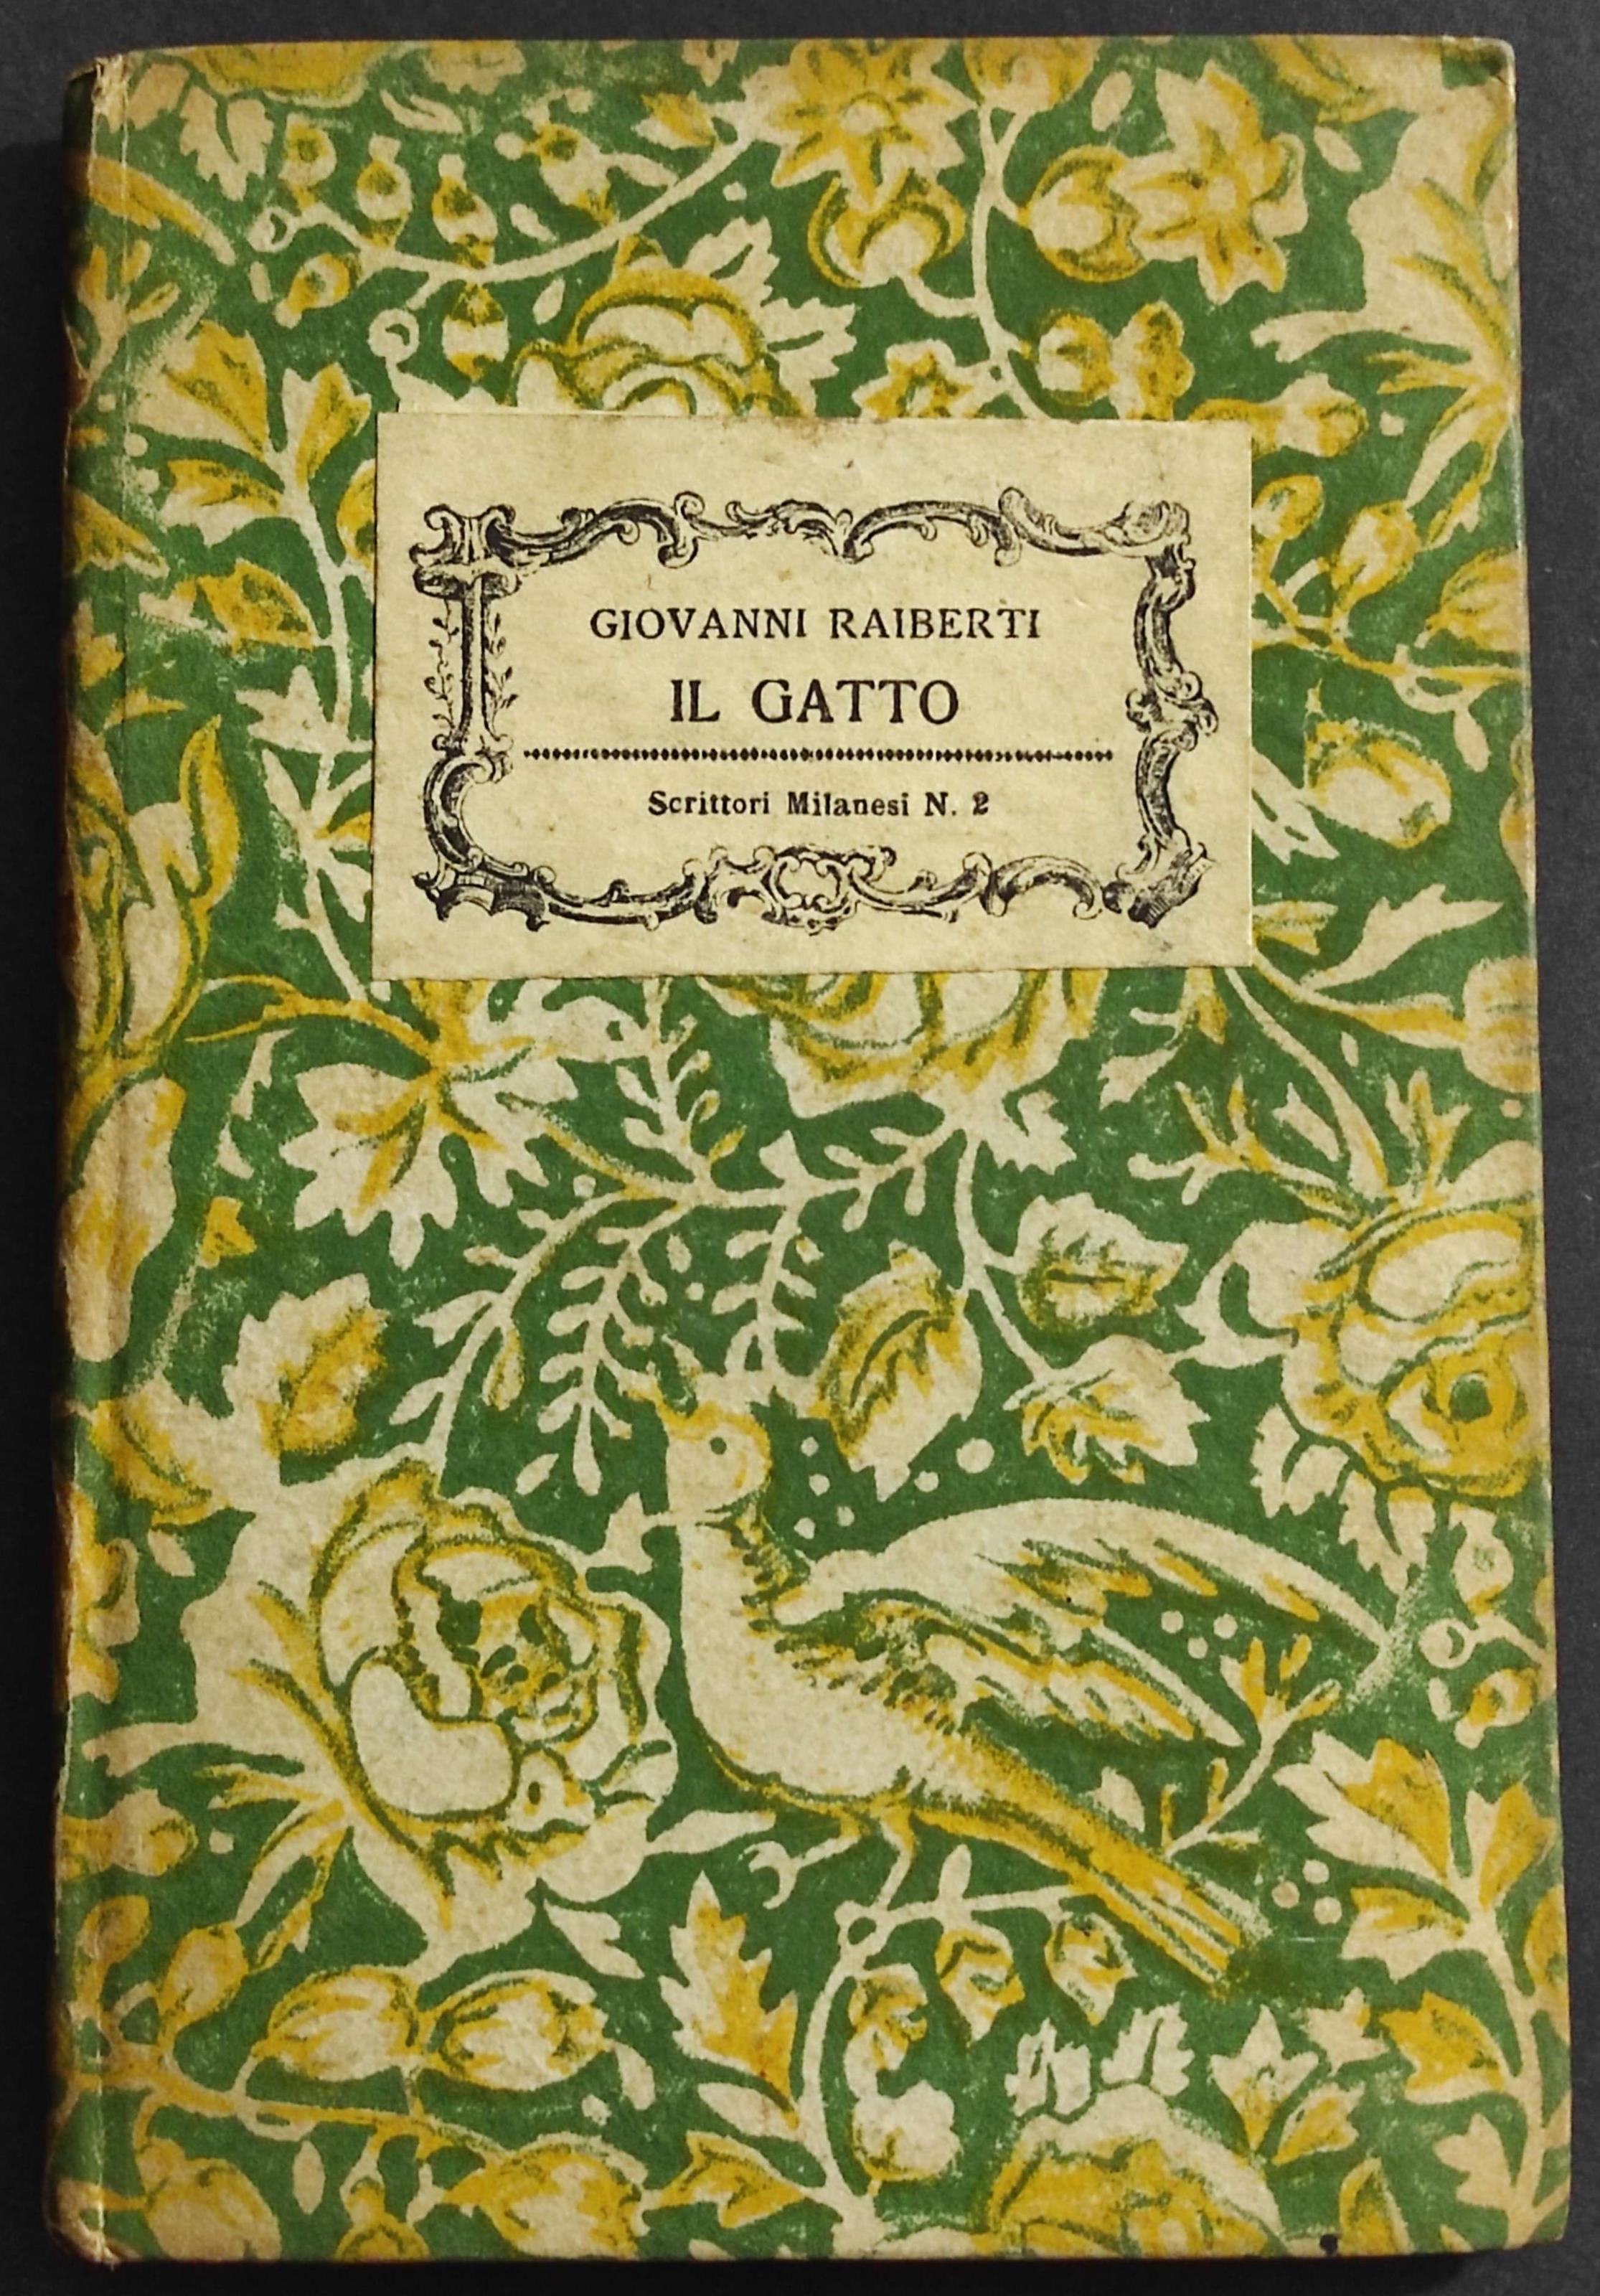 GIOVANNI RAIBERTI
IL GATTO
Scrittori Milanesi N. 2